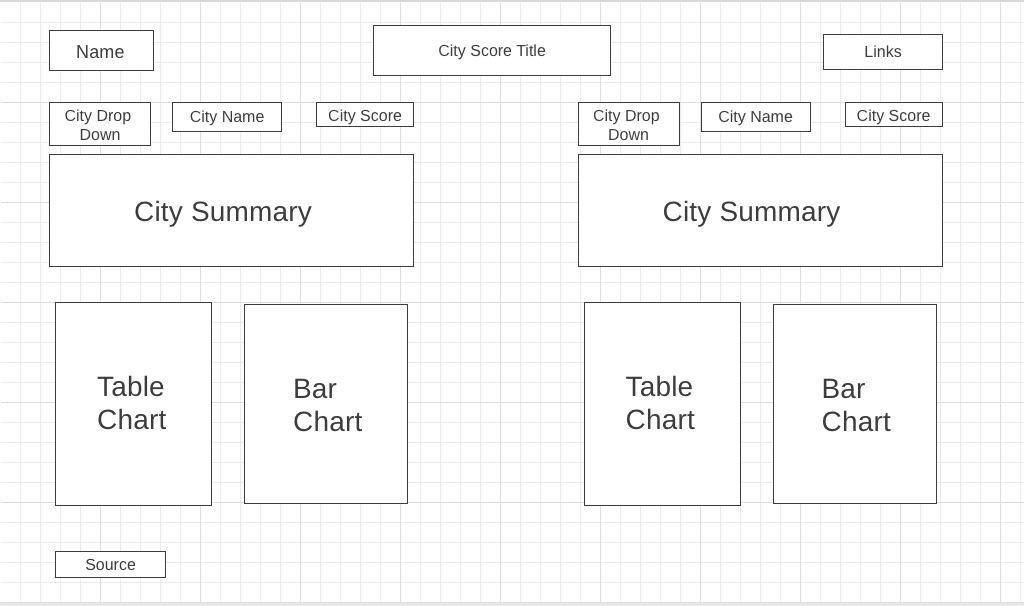 Name
City Score Title
Links
City Drop
Down
City Name
City Score
City Drop
Down
City Name
City Score
City Summary
City Summary
Table
Chart
Bar
Chart
Table
Chart
Bar
Chart
Source